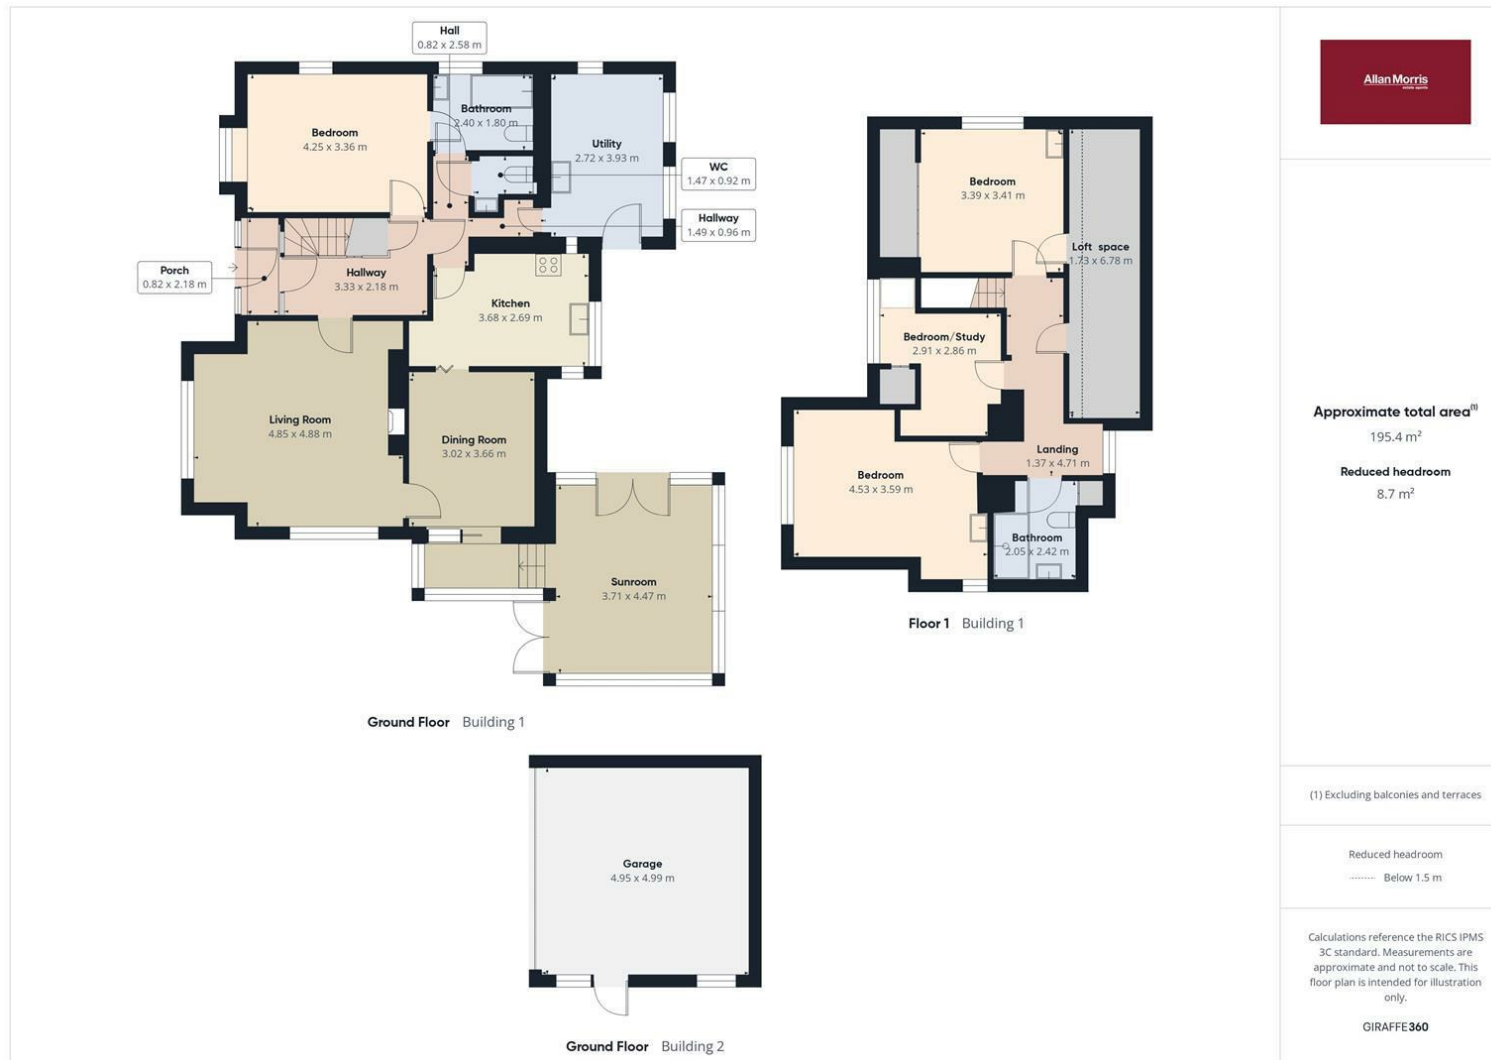 Hall
0.82 x 2.58 m
Bedroom
4.25 x 3.36 m
Bathroom
2.40 x 1.80 m
Utility
2.72 x 3.93 m
WC
1.47 x 0.92 m
Hallway
1.49 x 0.96 m
Porch
0.82 x 2.18 m
Hallway
3.33 x 2.18 m
Kitchen
3.68 x 2.69 m
Living Room
4.85 x 4.88 m
Dining Room
3.02 x 3.66 m
Sunroom
3.71 x 4.47 m
Ground Floor Building 1
Bedroom
3.39 x 3.41 m
Loft space
1.73 x 6.78 m
Bedroom/Study
2.91 x 2.86 m
Bedroom
4.53 x 3.59 m
Landing
1.37 x 4.71 m
Bathroom
2.05 x 2.42 m
Floor 1 Building 1
Garage
4.95 x 4.99 m
Ground Floor Building 2
Allan Morris
estate agents
Approximate total area(1)
195.4 m²
Reduced headroom
8.7 m²
(1) Excluding balconies and terraces
Reduced headroom
Below 1.5 m
Calculations reference the RICS IPMS
3C standard. Measurements are
approximate and not to scale. This
floor plan is intended for illustration
only.
GIRAFFE360